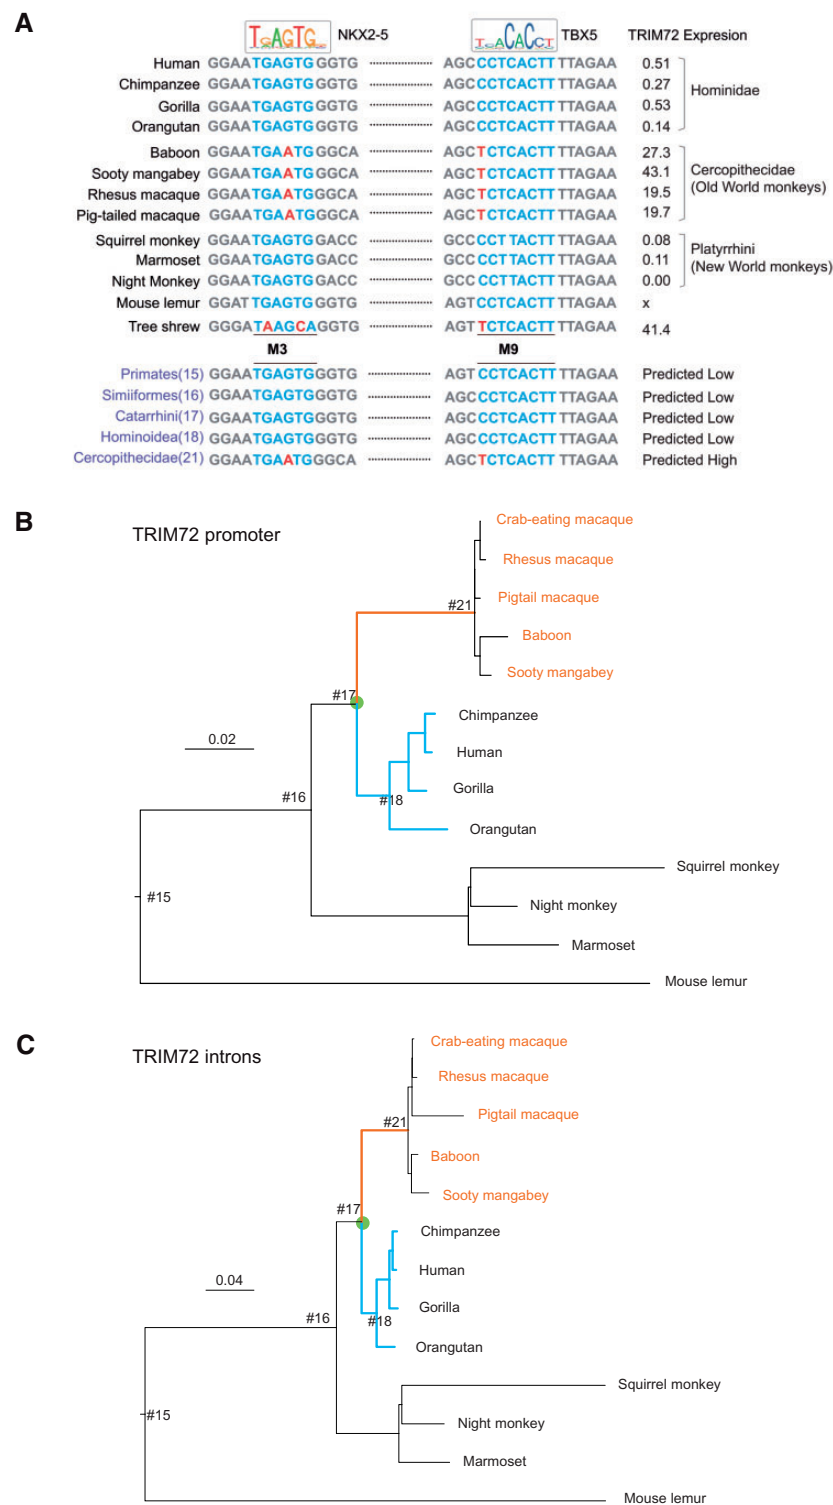 A
TGAGTG NKX2-5 TGACACCT TBX5 TRIM72 Expresion
Human GGAATGAGTGGGTG AGCCCTCACTTTTAGAA 0.51
Chimpanzee GGAATGAGTGGGTG AGCCCTCACTTTTAGAA 0.27
Gorilla GGAATGAGTGGGTG AGCCCTCACTTTTAGAA 0.53
Orangutan GGAATGAGTGGGTG AGCCCTCACTTTTAGAA 0.14
Hominidae
Baboon GGAATGAATGGGCA AGCTCTCACTTTTAGAA 27.3
Sooty mangabey GGAATGAATGGGCA AGCTCTCACTTTTAGAA 43.1
Rhesus macaque GGAATGAATGGGCA AGCTCTCACTTTTAGAA 19.5
Pig-tailed macaque GGAATGAATGGGCA AGCTCTCACTTTTAGAA 19.7
Cercopithecidae
(Old World monkeys)
Squirrel monkey GGAATGAGTGGACC GCCCCTTACTTTTAGAA 0.08
Marmoset GGAATGAGTGGACC GCCCCTTACTTTTAGAA 0.11
Night Monkey GGAATGAGTGGACC GCCCCTTACTTTTAGAA 0.00
Platyrrhini
(New World monkeys)
Mouse lemur GGATTGAGTGGGTG AGTCCTCACTTTTAGAA x
Tree shrew GGGATAAGCAGGTG AGTTCTCACTTTTAGAA 41.4
M3 M9
Primates(15) GGAATGAGTGGGTG AGTCCTCACTTTTAGAA Predicted Low
Simiiformes(16) GGAATGAGTGGGTG AGCCCTCACTTTTAGAA Predicted Low
Catarrhini(17) GGAATGAGTGGGTG AGCCCTCACTTTTAGAA Predicted Low
Hominoidea(18) GGAATGAGTGGGTG AGCCCTCACTTTTAGAA Predicted Low
Cercopithecidae(21) GGAATGAATGGGCA AGCTCTCACTTTTAGAA Predicted High
B
TRIM72 promoter
Crab-eating macaque
Rhesus macaque
Pigtail macaque
#21
Baboon
Sooty mangabey
#17
Chimpanzee
0.02
Human
Gorilla
#16
#18
Orangutan
Squirrel monkey
#15
Night monkey
Marmoset
Mouse lemur
C
TRIM72 introns
Crab-eating macaque
Rhesus macaque
Pigtail macaque
#21
Baboon
Sooty mangabey
#17
Chimpanzee
Human
0.04
Gorilla
#16
#18
Orangutan
Squirrel monkey
#15
Night monkey
Marmoset
Mouse lemur